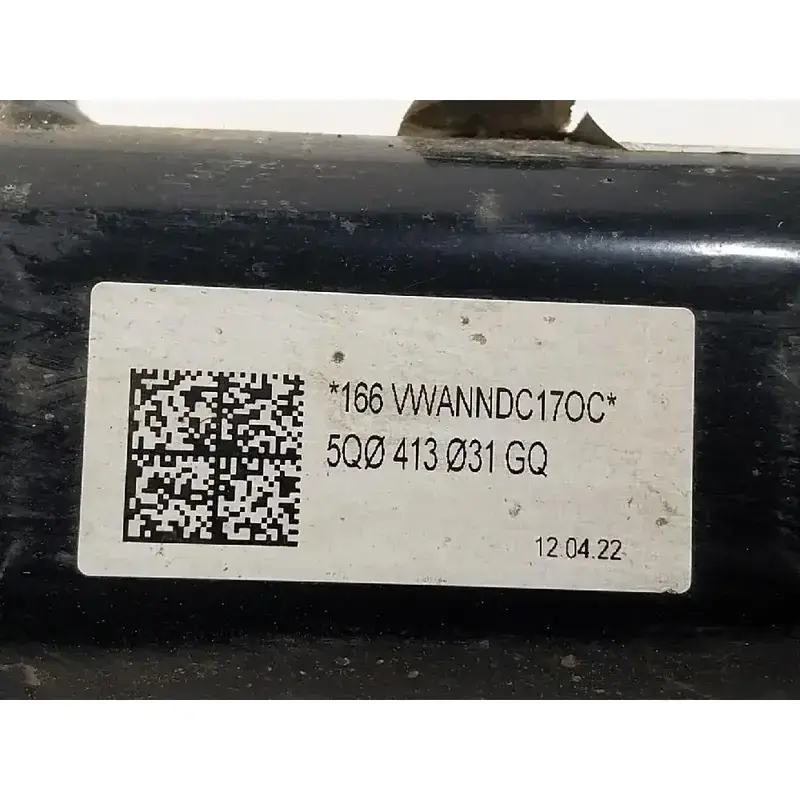 *166 VWANNDC17OC*
5QØ 413 Ø31 GQ
12.04.22